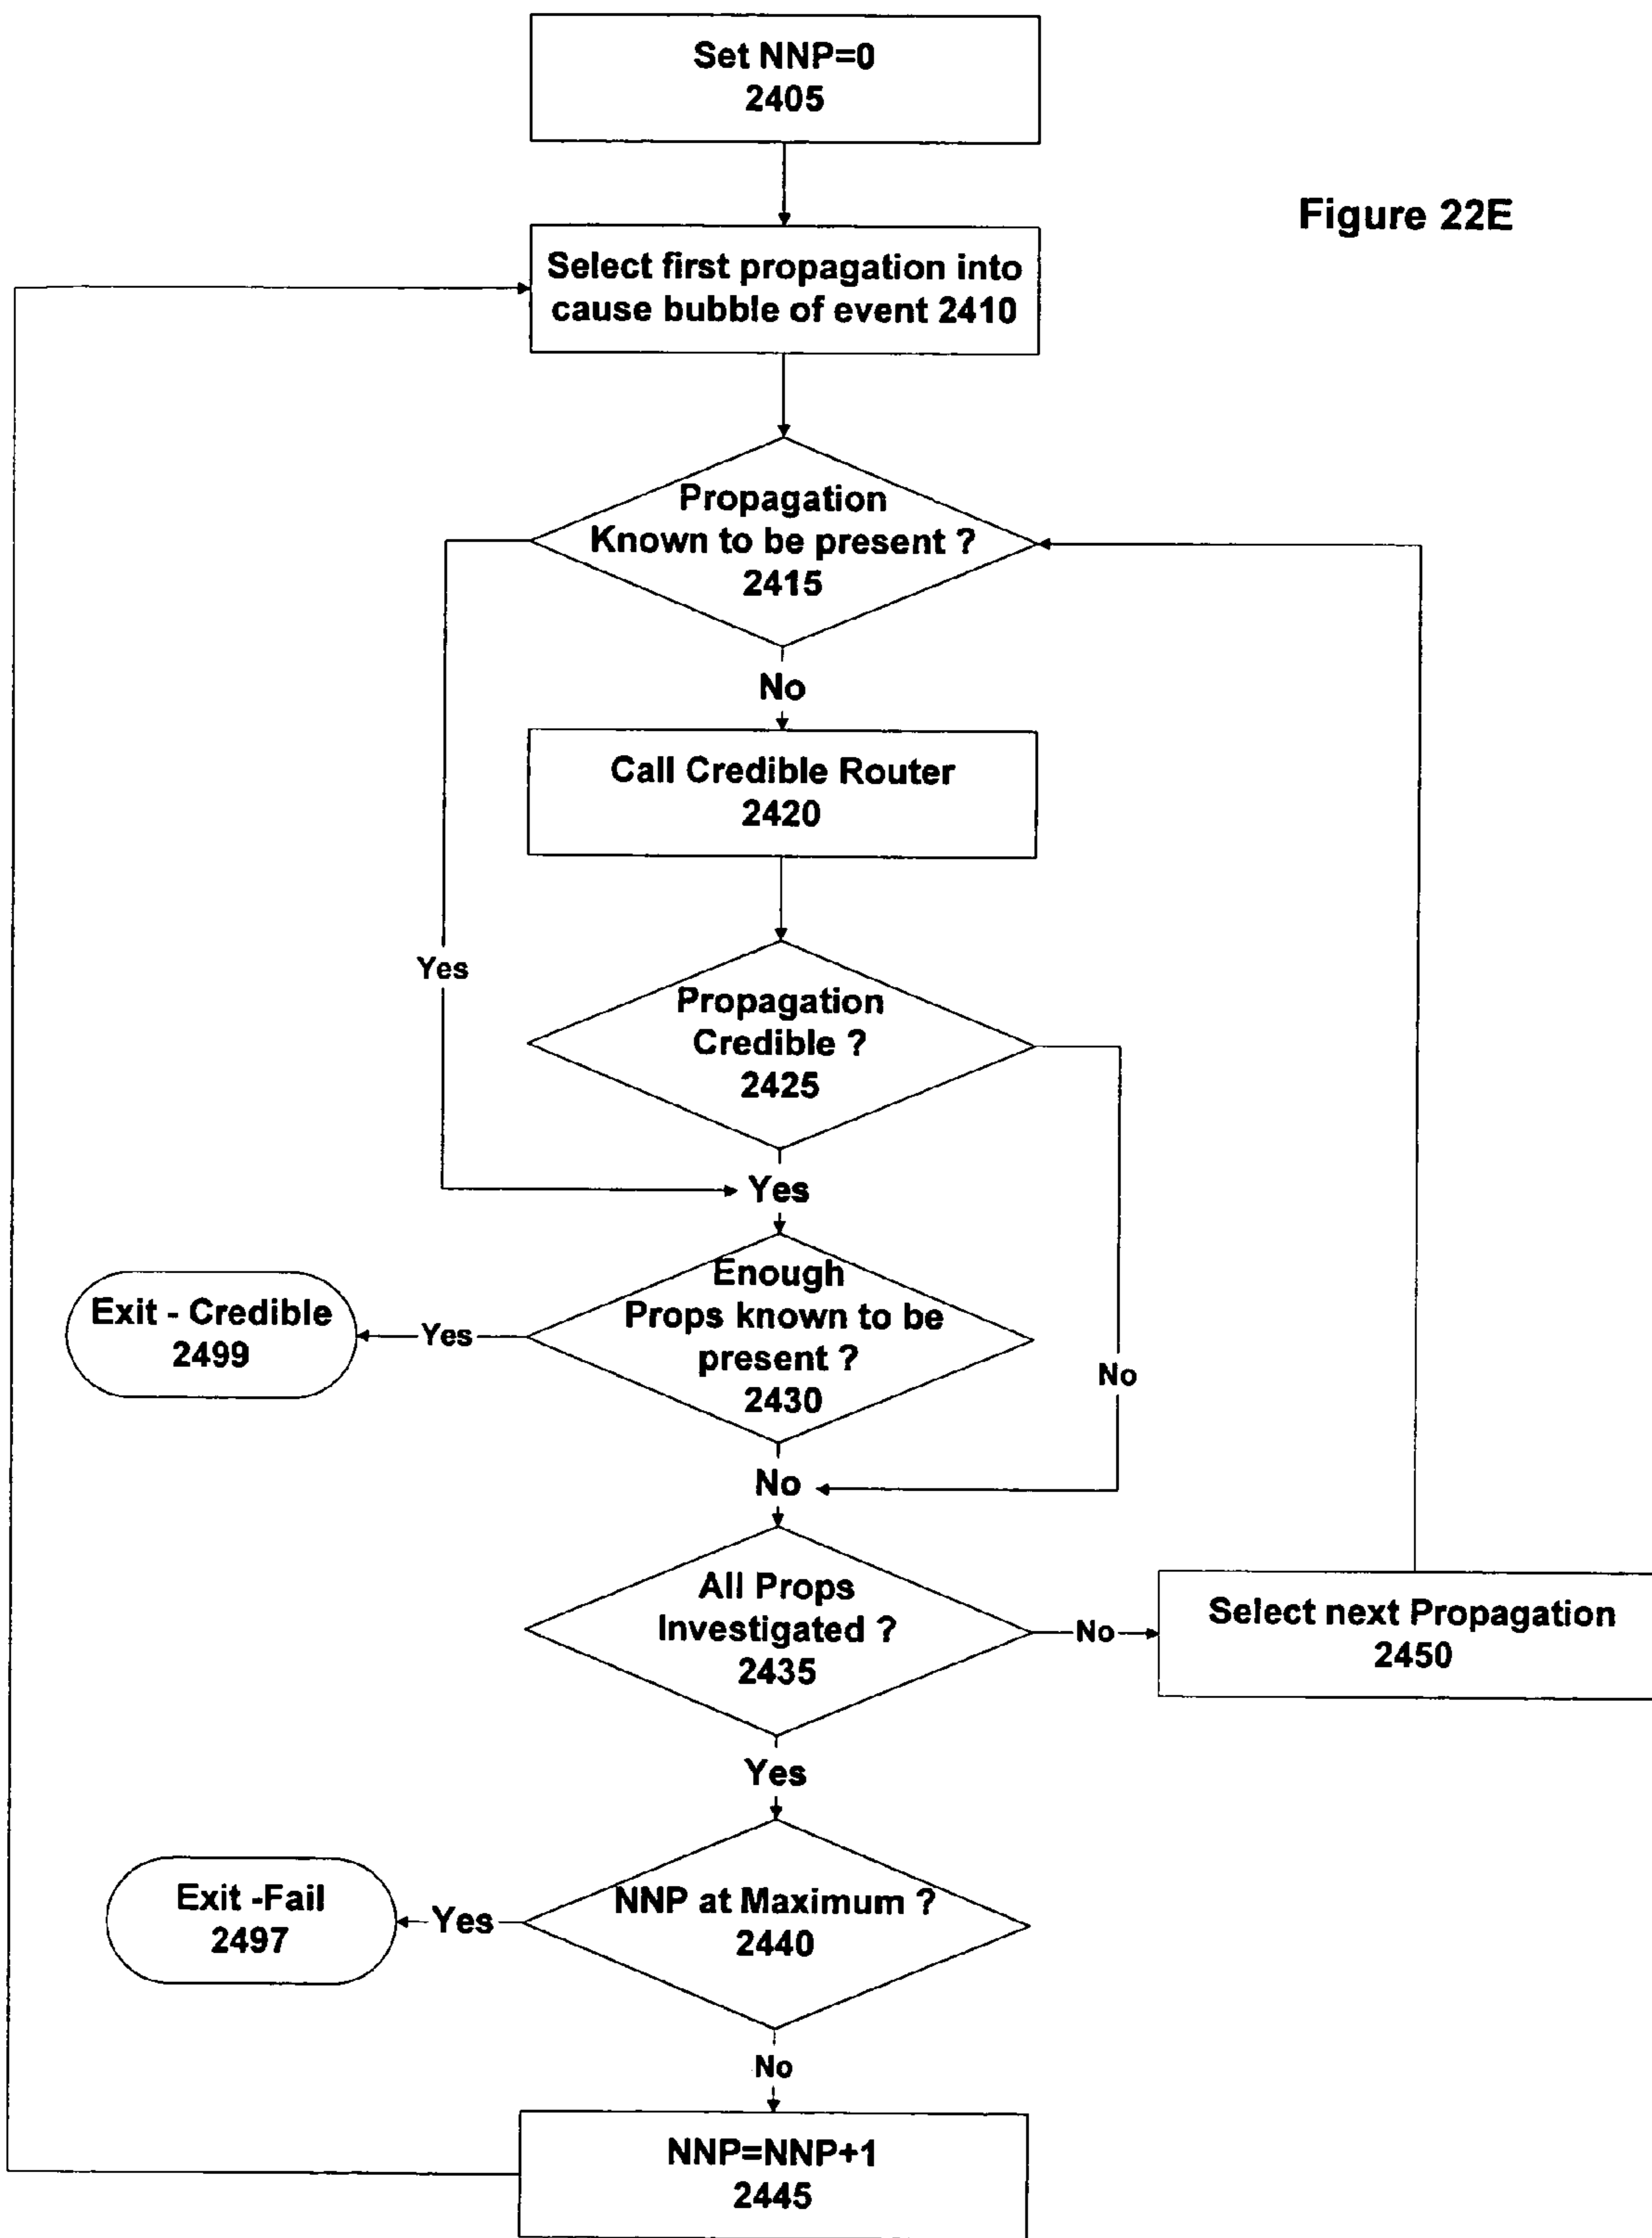 Set NNP=0
2405
Figure 22E
Select first propagation into
cause bubble of event 2410
Propagation
Known to be present ?
2415
No
Call Credible Router
2420
Yes
Propagation
Credible ?
2425
Yes
Enough
Props known to be
present ?
2430
Yes
Exit - Credible
2499
No
No
All Props
Investigated ?
2435
No
Select next Propagation
2450
Yes
NNP at Maximum ?
2440
Yes
Exit -Fail
2497
No
NNP=NNP+1
2445